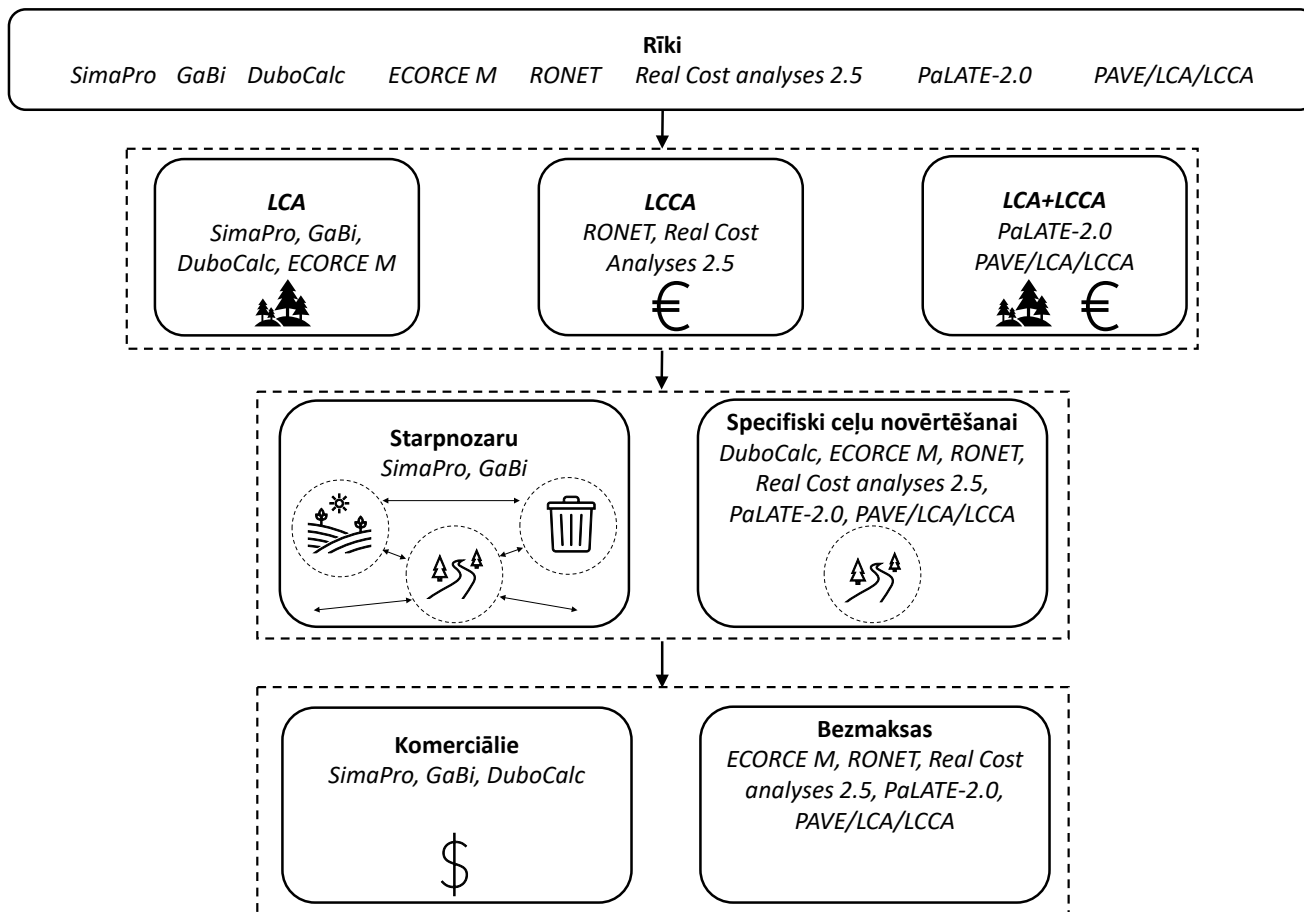 Rīki
SimaPro GaBi DuboCalc ECORCE M RONET Real Cost analyses 2.5 PaLATE-2.0 PAVE/LCA/LCCA
LCA
SimaPro, GaBi,
DuboCalc, ECORCE M
LCCA
RONET, Real Cost
Analyses 2.5
€
LCA+LCCA
PaLATE-2.0
PAVE/LCA/LCCA
€
Starpnozaru
SimaPro, GaBi
Specifiski ceļu novērtēšanai
DuboCalc, ECORCE M, RONET,
Real Cost analyses 2.5,
PaLATE-2.0, PAVE/LCA/LCCA
Komerciālie
SimaPro, GaBi, DuboCalc
$
Bezmaksas
ECORCE M, RONET, Real Cost
analyses 2.5, PaLATE-2.0,
PAVE/LCA/LCCA